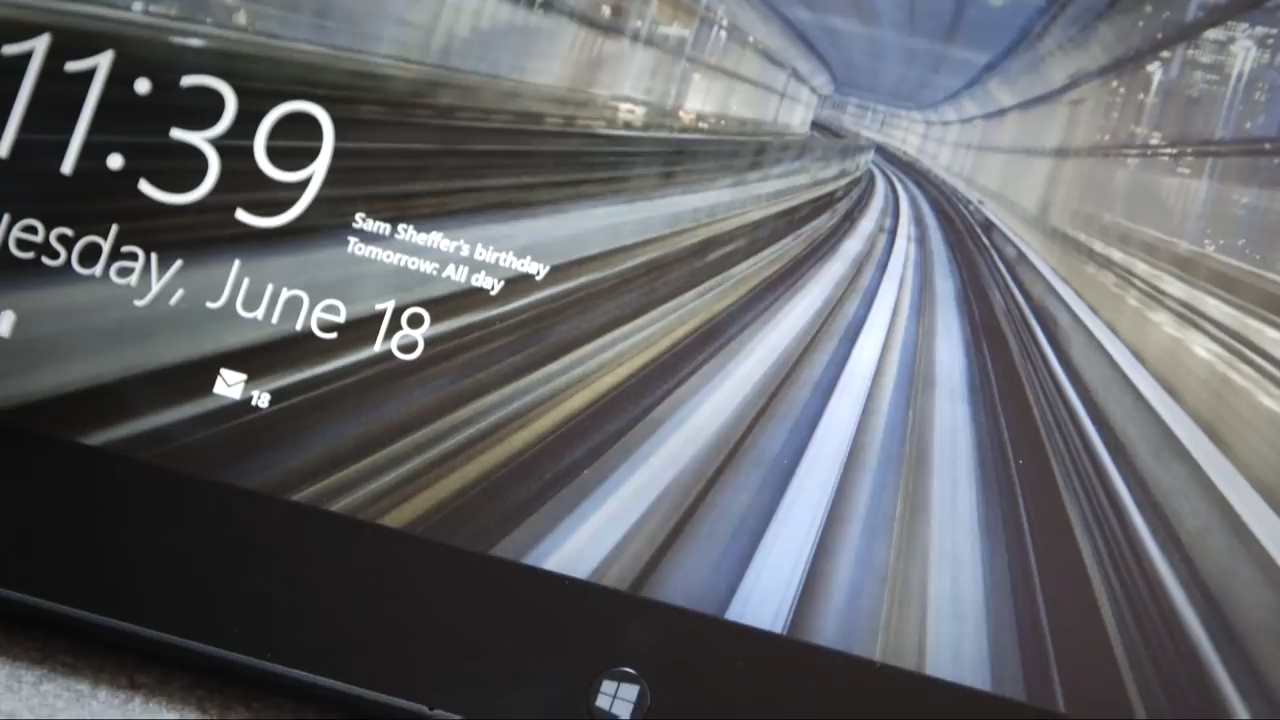 11:39
uesday, June 18
Sam Sheffer's birthday
Tomorrow: All day
18